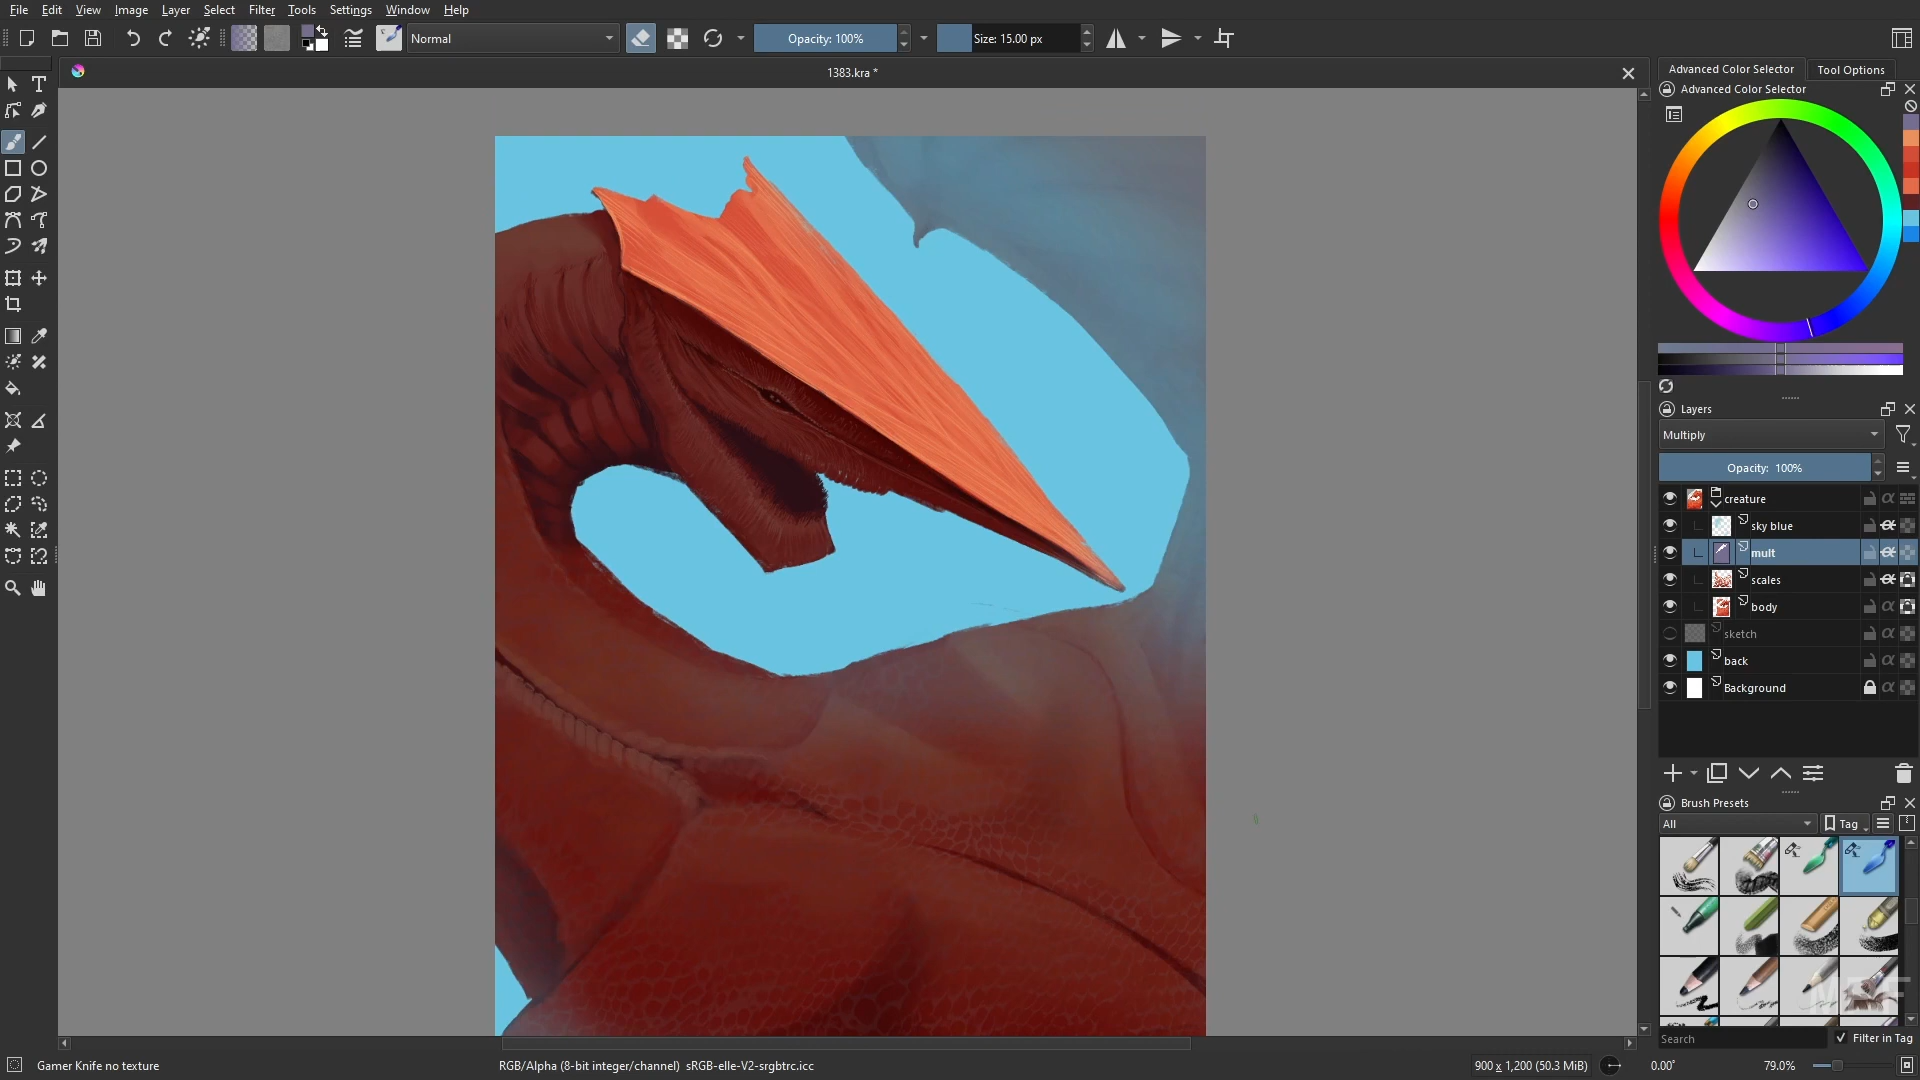 File Edit View Image Layer Select Filter Tools Settings Window Help
Normal
Opacity: 100%
Size: 15.00 px
1383.kra *
Advanced Color Selector
Tool Options
Advanced Color Selector
Layers
Multiply
Opacity: 100%
creature
sky blue
mult
scales
body
sketch
back
Background
Brush Presets
All
Tag
Search
Filter in Tag
Gamer Knife no texture
RGB/Alpha (8-bit integer/channel) sRGB-elle-V2-srgbtrc.icc
900 x 1,200 (50.3 MiB)
0.00°
79.0%